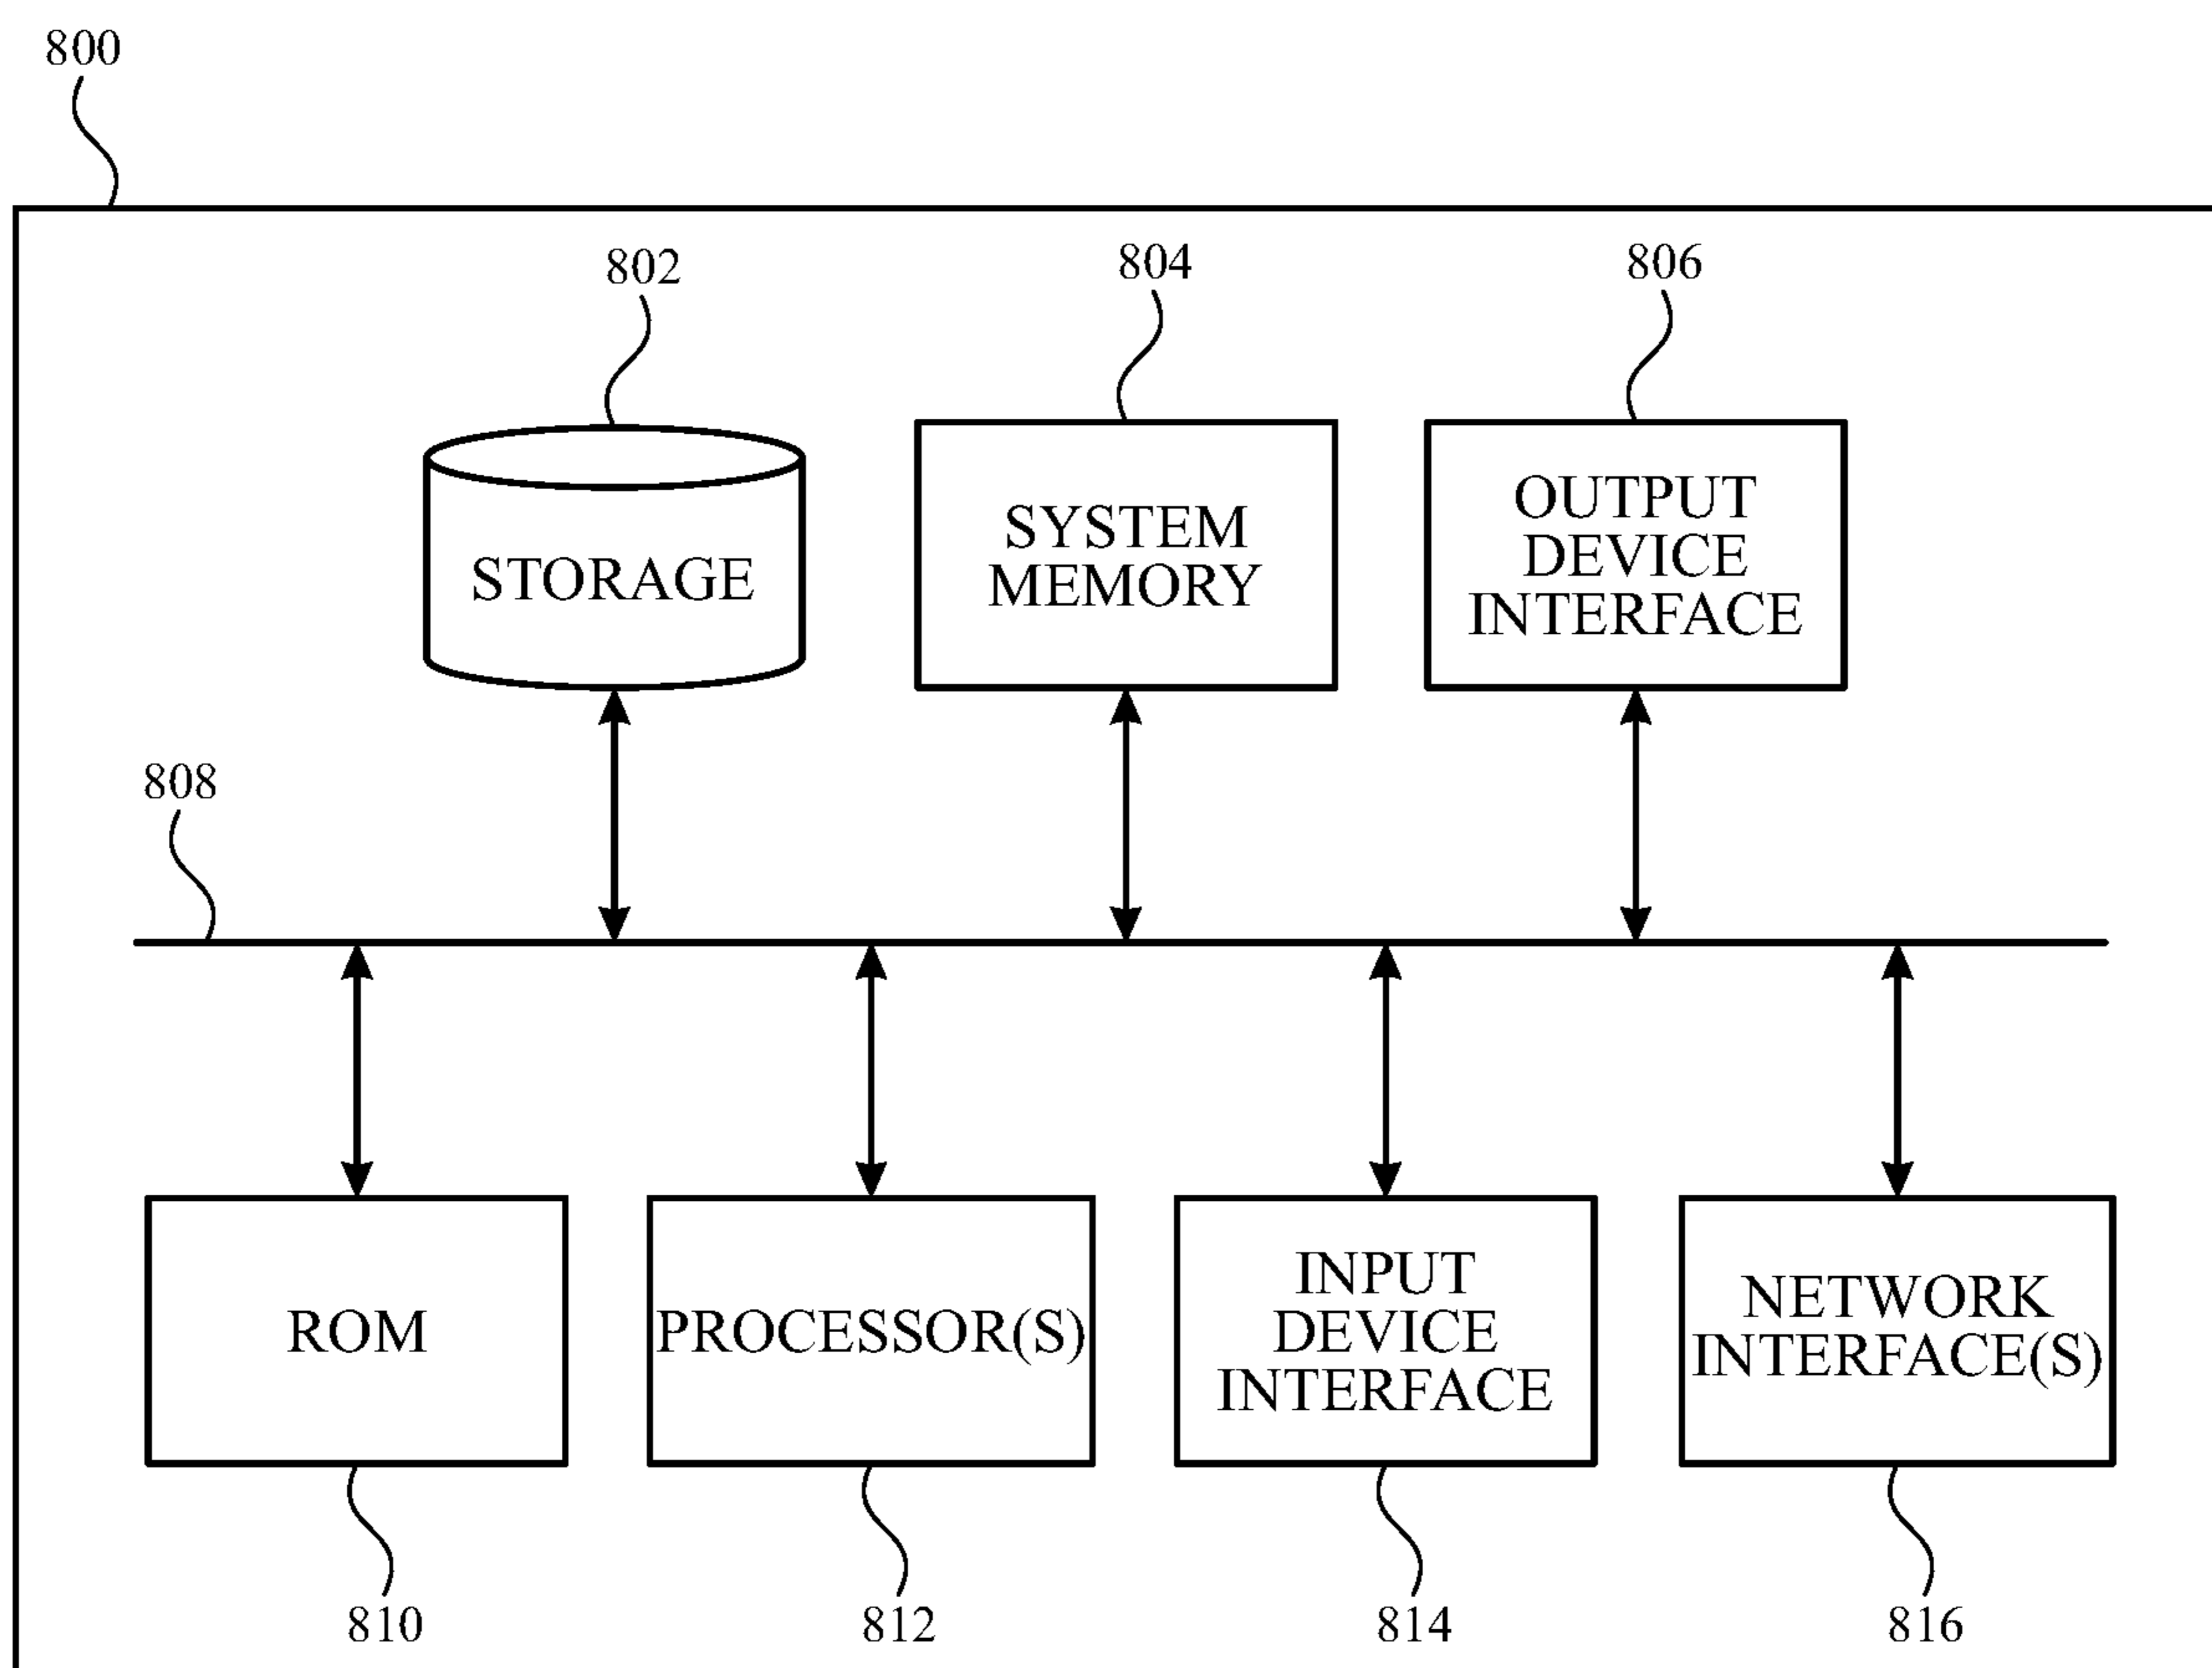 800
802
804
806
STORAGE
SYSTEM
MEMORY
OUTPUT
DEVICE
INTERFACE
808
ROM
PROCESSOR(S)
INPUT
DEVICE
INTERFACE
NETWORK
INTERFACE(S)
810
812
814
816